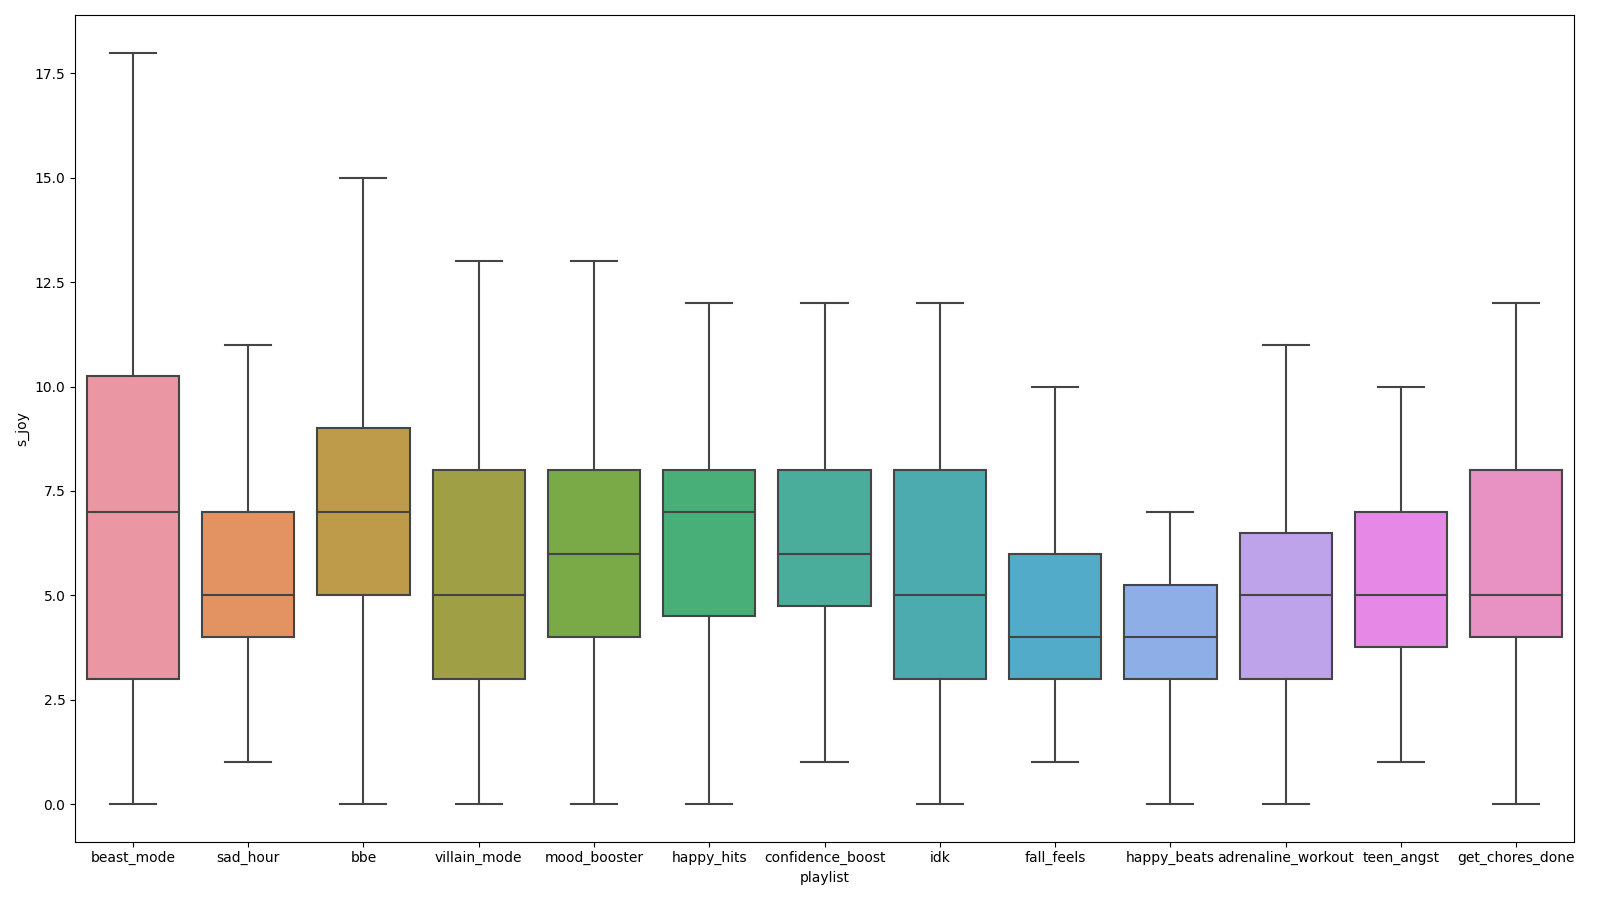 17.5
15.0
12.5
10.0
7.5
5.0
2.5
0.0
s_joy
beast_mode sad_hour bbe villain_mode mood_booster happy_hits confidence_boost idk fall_feels happy_beats adrenaline_workout teen_angst get_chores_done
playlist